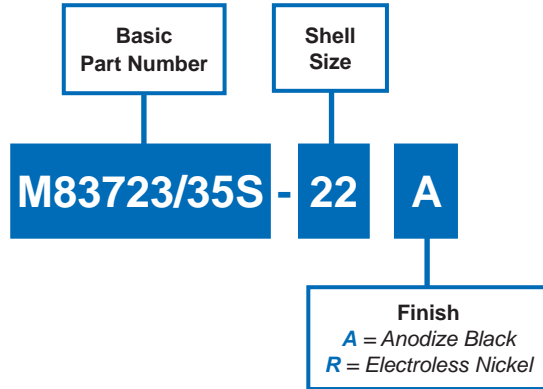 Basic
Part Number
Shell
Size
M83723/35S - 22 A
Finish
A = Anodize Black
R = Electroless Nickel